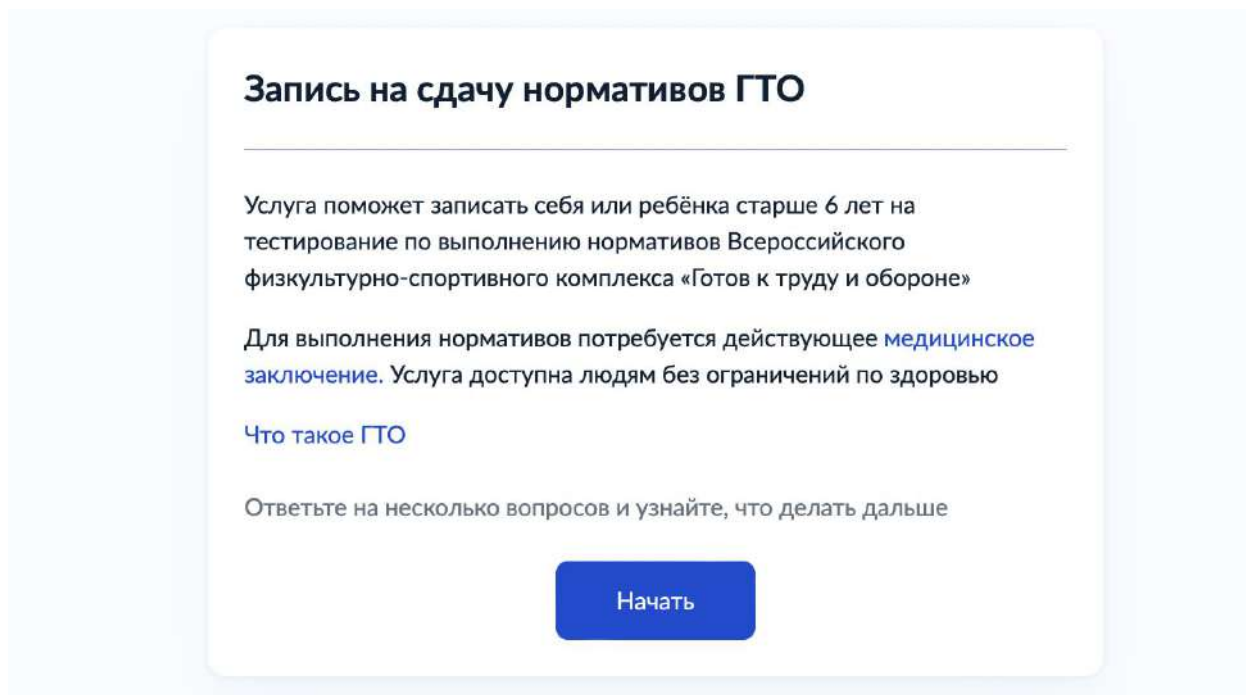 Запись на сдачу нормативов ГТО
Услуга поможет записать себя или ребёнка старше 6 лет на
тестирование по выполнению нормативов Всероссийского
физкультурно-спортивного комплекса «Готов к труду и обороне»
Для выполнения нормативов потребуется действующее медицинское
заключение. Услуга доступна людям без ограничений по здоровью
Что такое ГТО
Ответьте на несколько вопросов и узнайте, что делать дальше
Начать